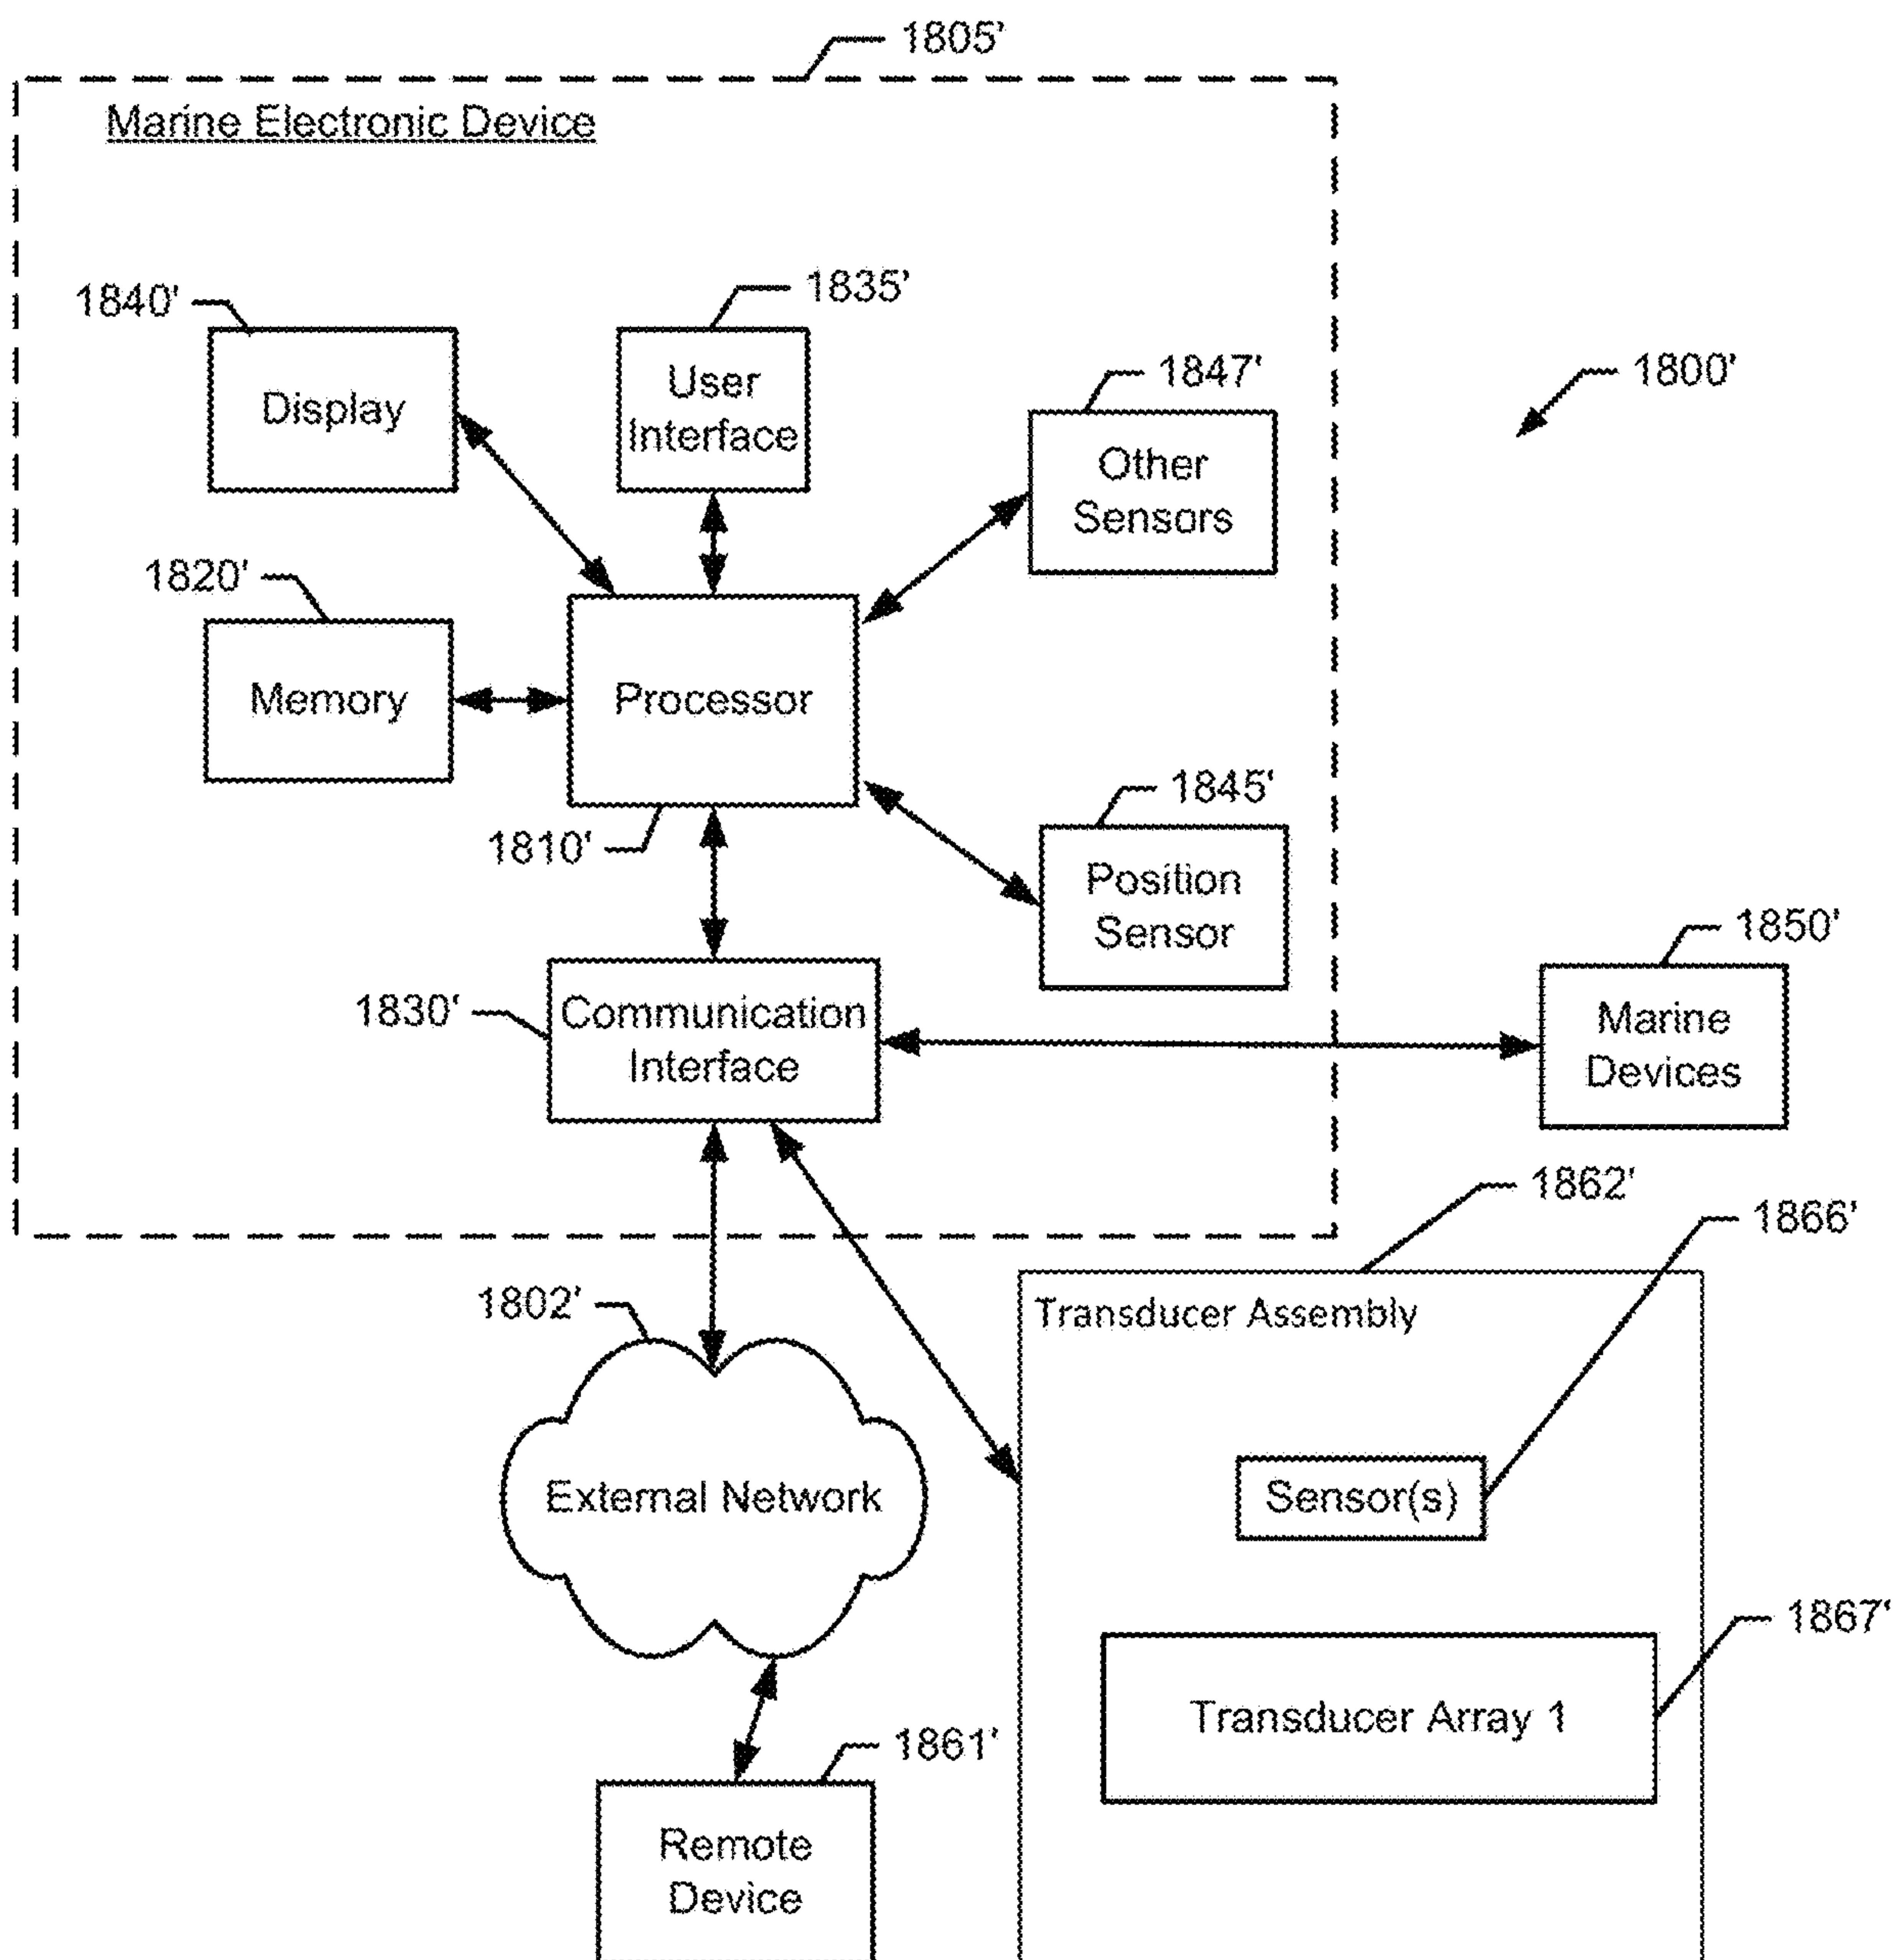 1805'
Marine Electronic Device
1840'
1835'
Display
User
Interface
1847'
1800'
Other
Sensors
1820'
Memory
Processor
1810'
1845'
Position
Sensor
1850'
1830'
Communication
Interface
Marine
Devices
1862'
1866'
1802'
Transducer Assembly
External Network
Sensor(s)
1867'
Transducer Array 1
1861'
Remote
Device